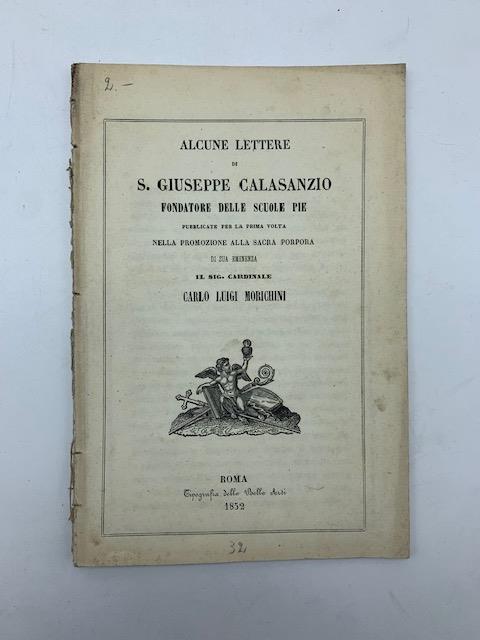 2.—
ALCUNE LETTERE
DI
S. GIUSEPPE CALASANZIO
FONDATORE DELLE SCUOLE PIE
PUBBLICATE PER LA PRIMA VOLTA
NELLA PROMOZIONE ALLA SACRA PORPORA
DI SUA EMINENZA
IL SIG. CARDINALE
CARLO LUIGI MORICHINI
ROMA
Tipografia delle Belle Arti
1852
32